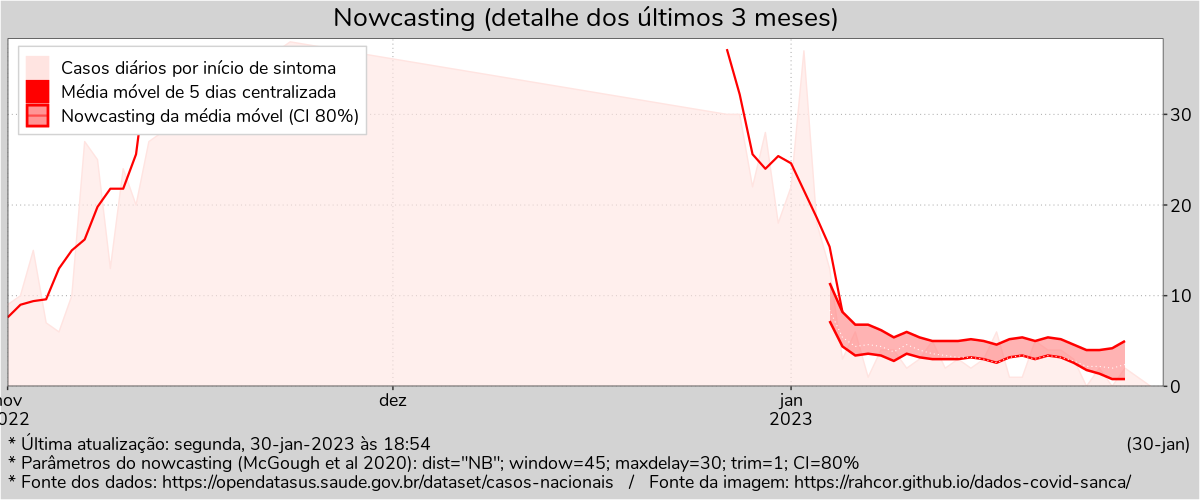 Nowcasting (detalhe dos últimos 3 meses)
Casos diários por início de sintoma
Média móvel de 5 dias centralizada
Nowcasting da média móvel (CI 80%)
30
20
10
0
nov
dez
jan
2022
2023
* Última atualização: segunda, 30-jan-2023 às 18:54
(30-jan)
* Parâmetros do nowcasting (McGough et al 2020): dist="NB"; window=45; maxdelay=30; trim=1; CI=80%
* Fonte dos dados: https://opendatasus.saude.gov.br/dataset/casos-nacionais / Fonte da imagem: https://rahcor.github.io/dados-covid-sanca/